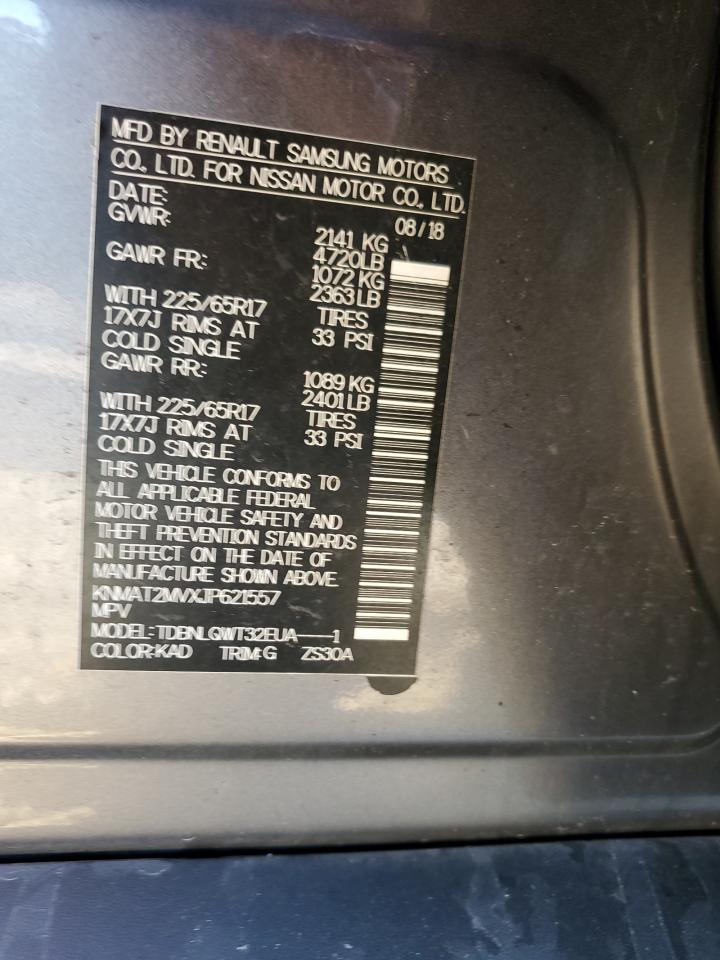 MFD BY RENAULT SAMSUNG MOTORS
CO., LTD. FOR NISSAN MOTOR CO., LTD.
DATE: 08/18
GVWR: 2141 KG
4720LB
GAWR FR: 1072 KG
2363LB
WITH 225/65R17 TIRES
17X7J RIMS AT 33 PSI
COLD SINGLE
GAWR RR: 1089 KG
2401LB
WITH 225/65R17 TIRES
17X7J RIMS AT 33 PSI
COLD SINGLE
THIS VEHICLE CONFORMS TO
ALL APPLICABLE FEDERAL
MOTOR VEHICLE SAFETY AND
THEFT PREVENTION STANDARDS
IN EFFECT ON THE DATE OF
MANUFACTURE SHOWN ABOVE.
KNMAT2MVXJP621557
MPV
MODEL:TDBNLQWT32EUA----1
COLOR:KAD TRIM:G ZS30A